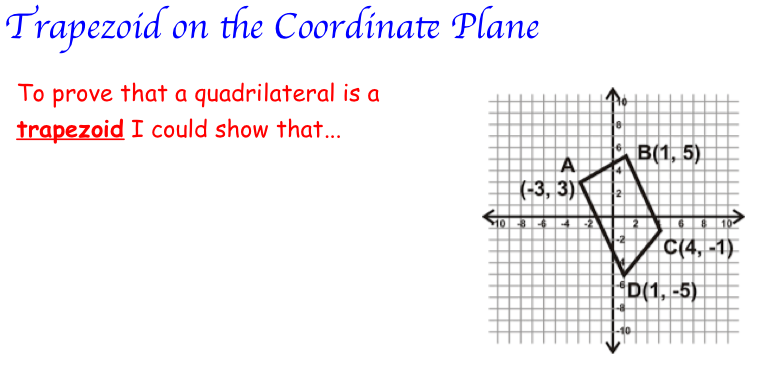 Trapezoid on the Coordinate Plane
To prove that a quadrilateral is a
trapezoid I could show that...
10
8
6
B(1, 5)
A
4
(-3, 3)
2
-10 -8 -6 -4 -2 2 6 8 10
-2
C(4, -1)
-6
D(1, -5)
-8
-10